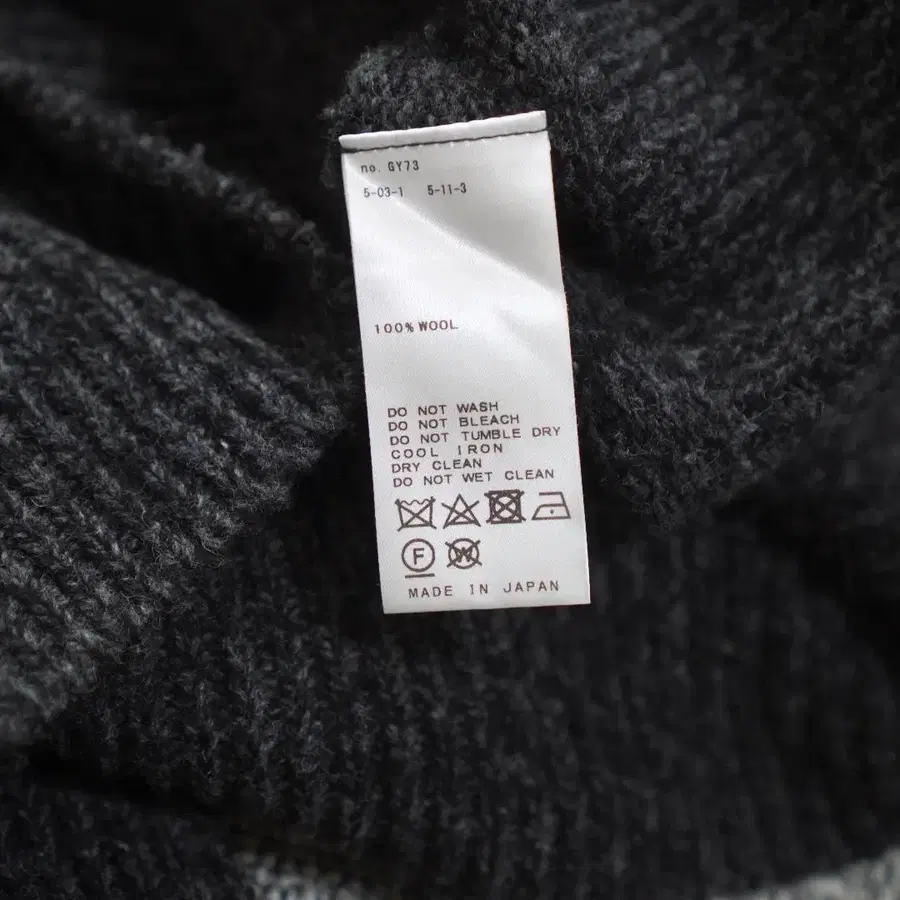 no. GY73
5-03-1 5-11-3
100% WOOL
DO NOT WASH
DO NOT BLEACH
DO NOT TUMBLE DRY
COOL IRON
DRY CLEAN
DO NOT WET CLEAN
F W
MADE IN JAPAN